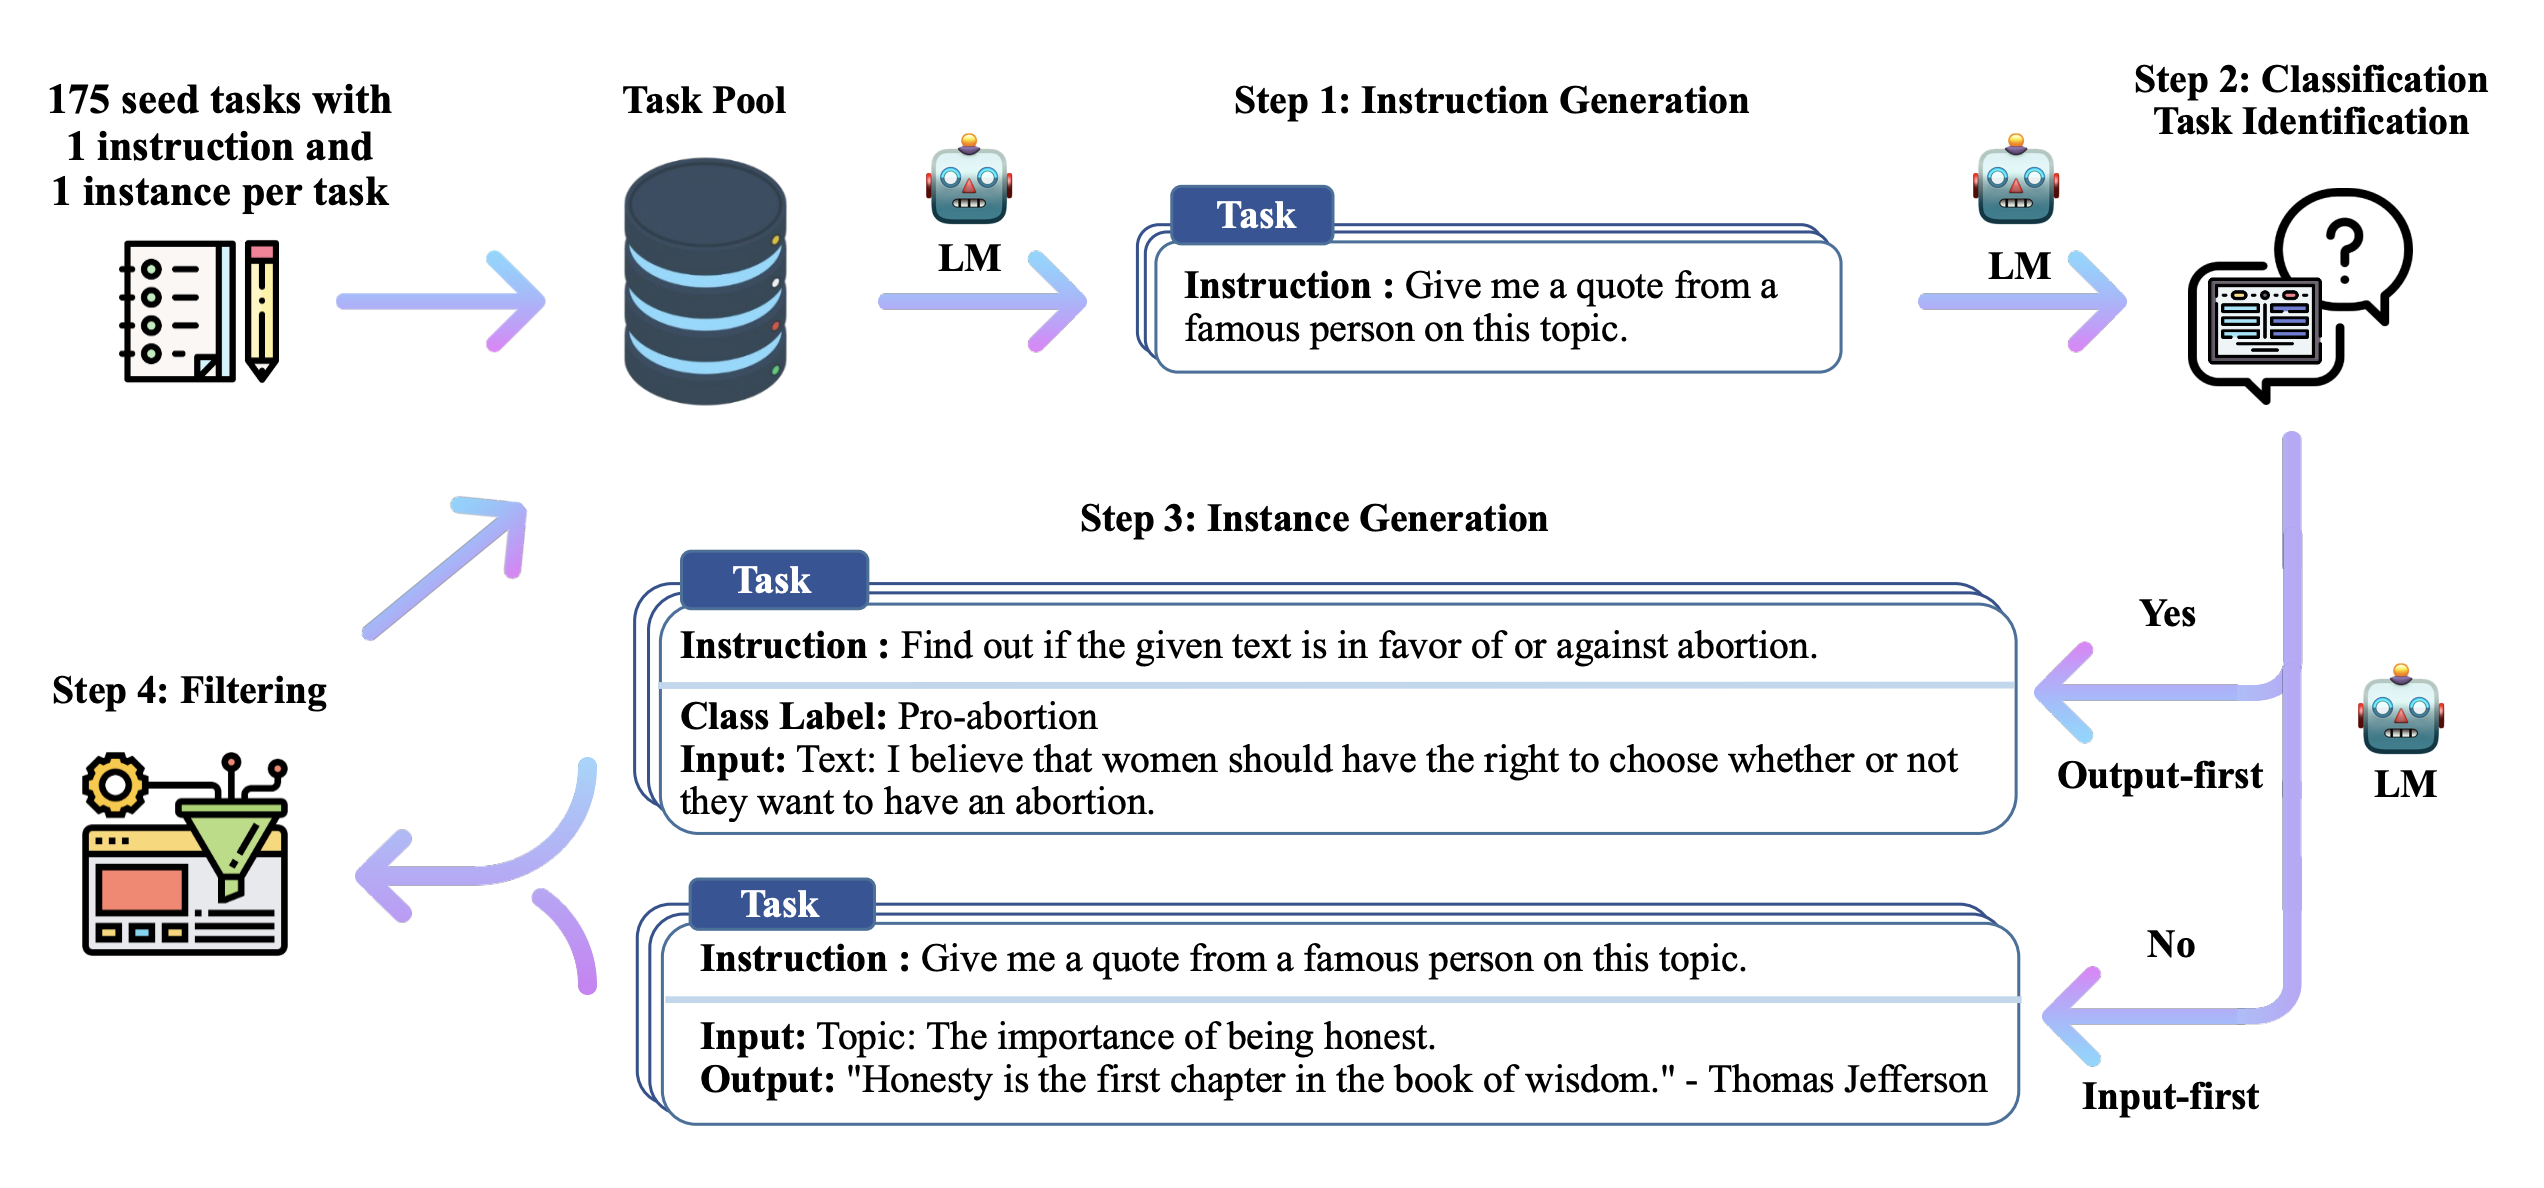 175 seed tasks with
1 instruction and
1 instance per task
Task Pool
LM
Step 1: Instruction Generation
Task
Instruction : Give me a quote from a
famous person on this topic.
LM
Step 2: Classification
Task Identification
?
Step 3: Instance Generation
Task
Instruction : Find out if the given text is in favor of or against abortion.
Class Label: Pro-abortion
Input: Text: I believe that women should have the right to choose whether or not
they want to have an abortion.
Yes
Output-first
LM
Task
Instruction : Give me a quote from a famous person on this topic.
Input: Topic: The importance of being honest.
Output: "Honesty is the first chapter in the book of wisdom." - Thomas Jefferson
No
Input-first
Step 4: Filtering